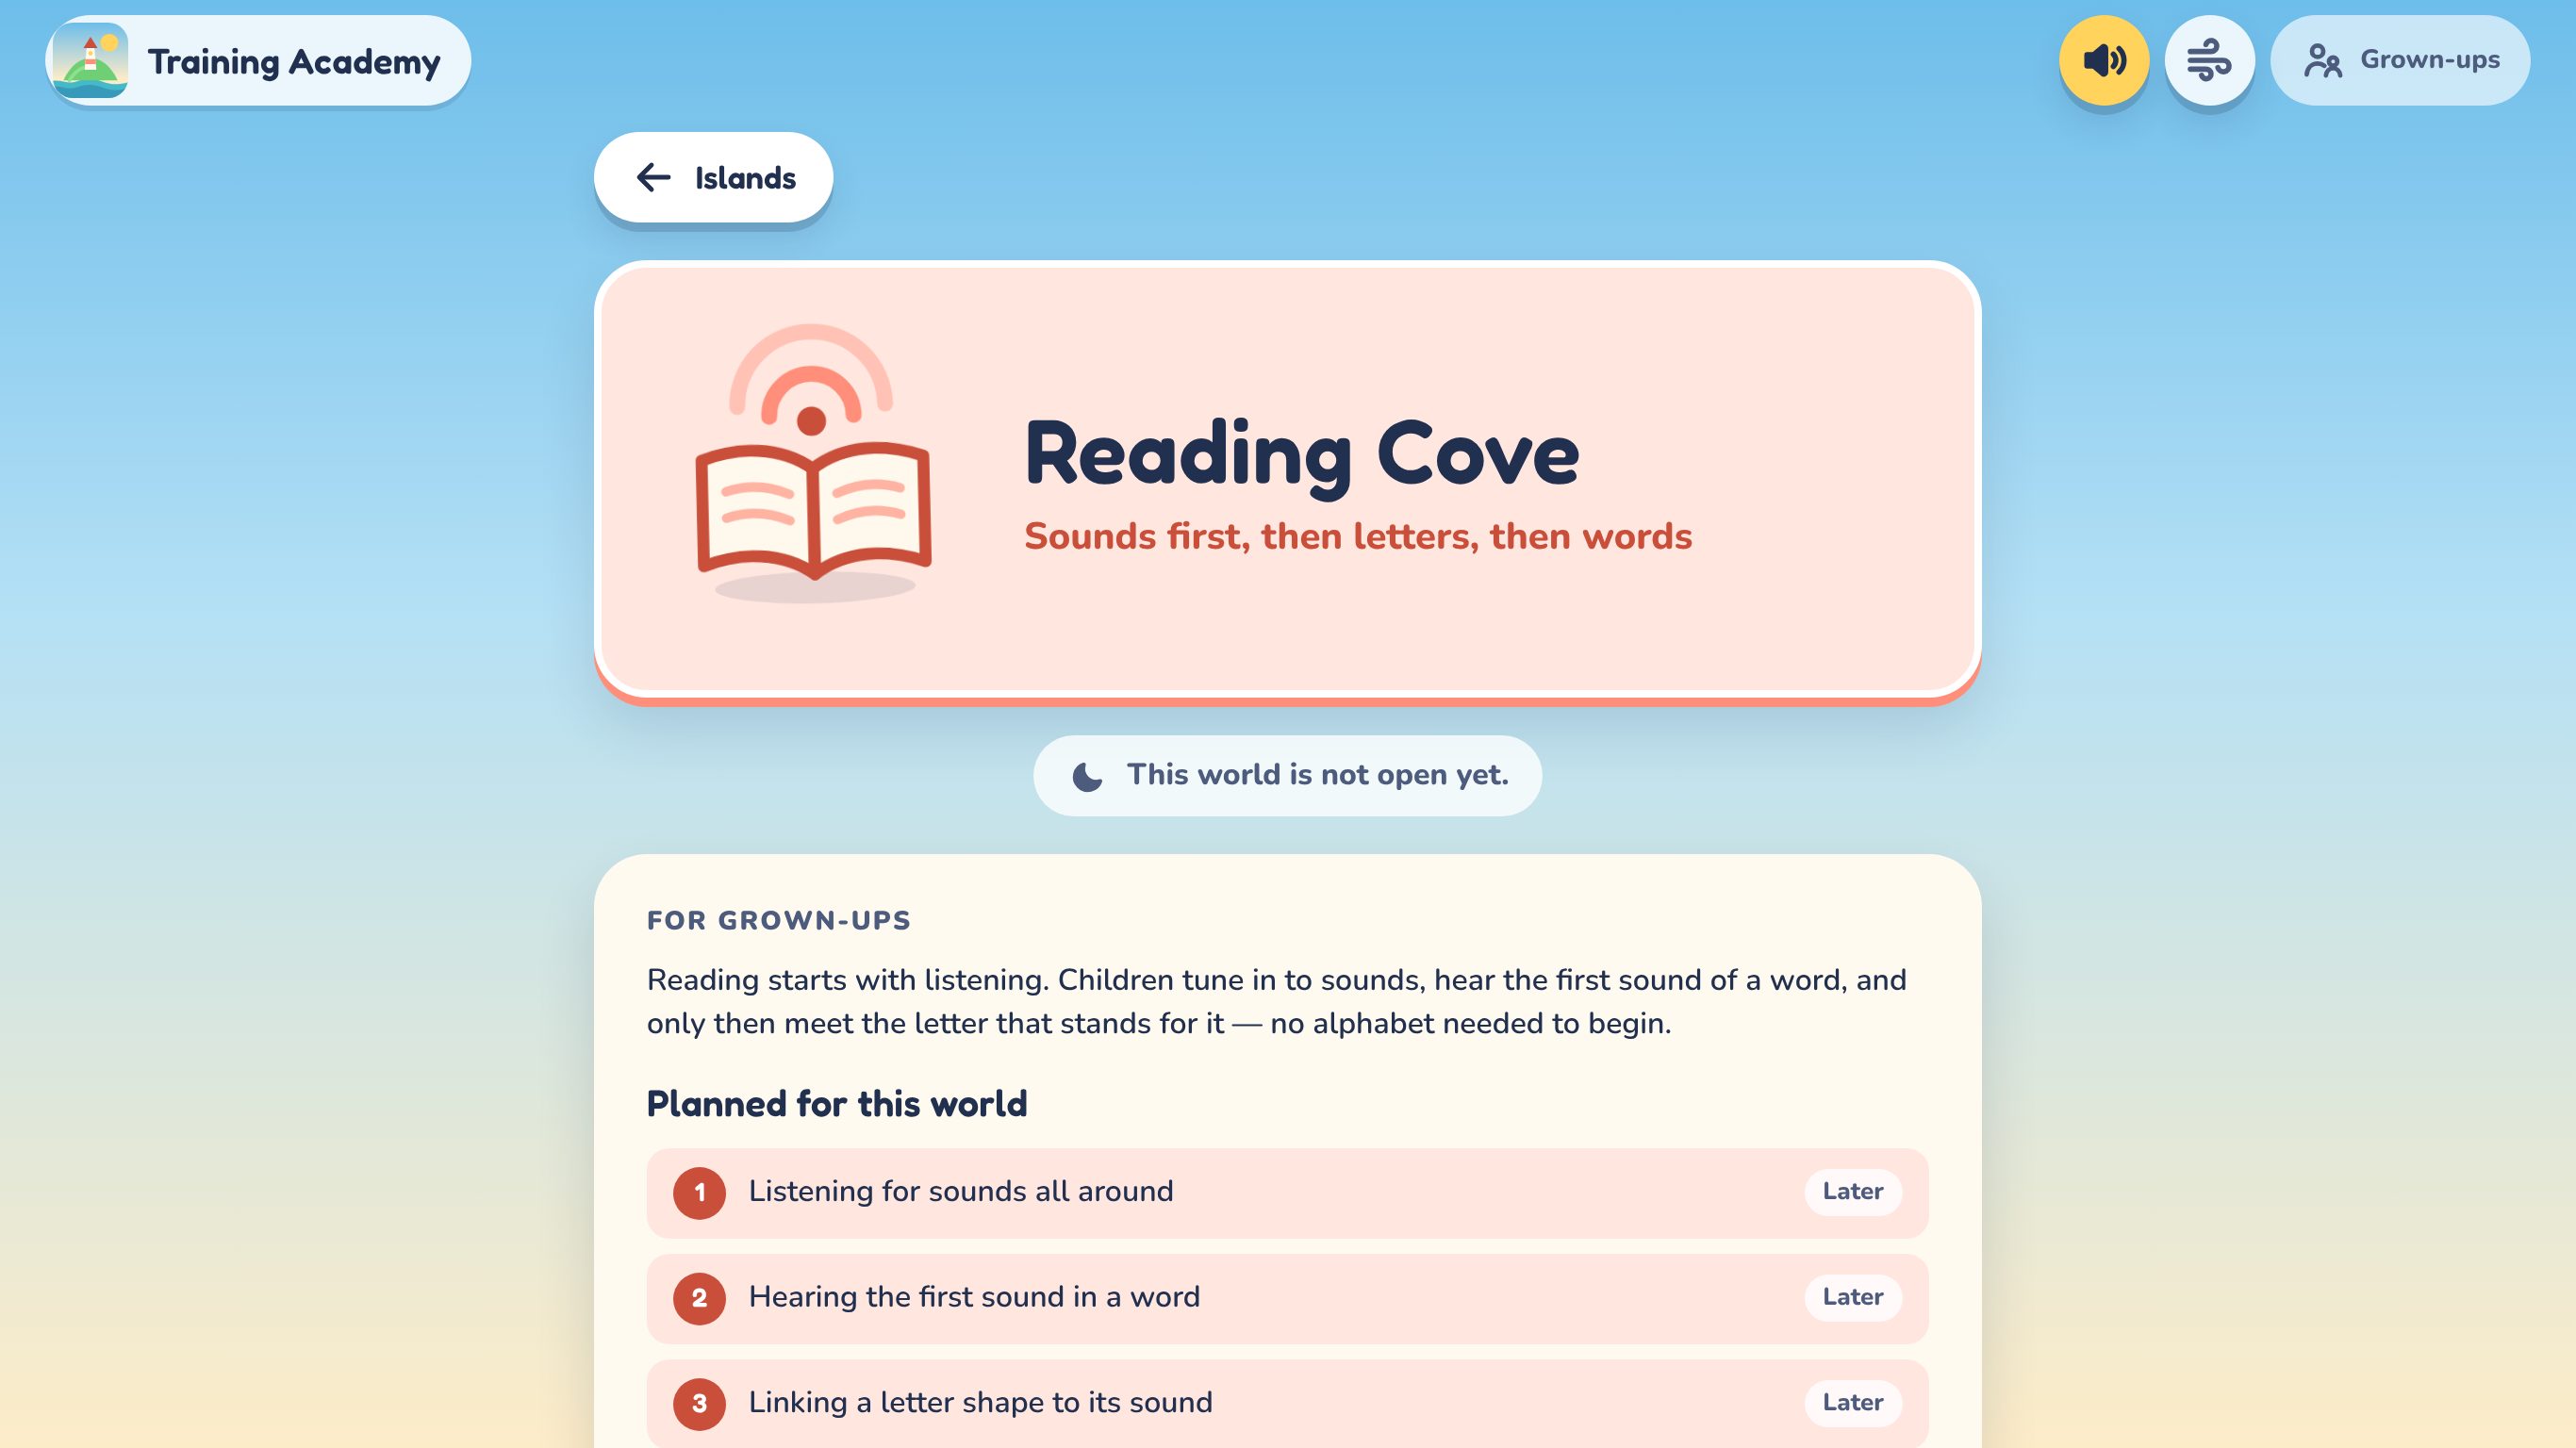 Training Academy
Grown-ups
Islands
Reading Cove
Sounds first, then letters, then words
This world is not open yet.
FOR GROWN-UPS
Reading starts with listening. Children tune in to sounds, hear the first sound of a word, and
only then meet the letter that stands for it — no alphabet needed to begin.
Planned for this world
1 Listening for sounds all around Later
2 Hearing the first sound in a word Later
3 Linking a letter shape to its sound Later